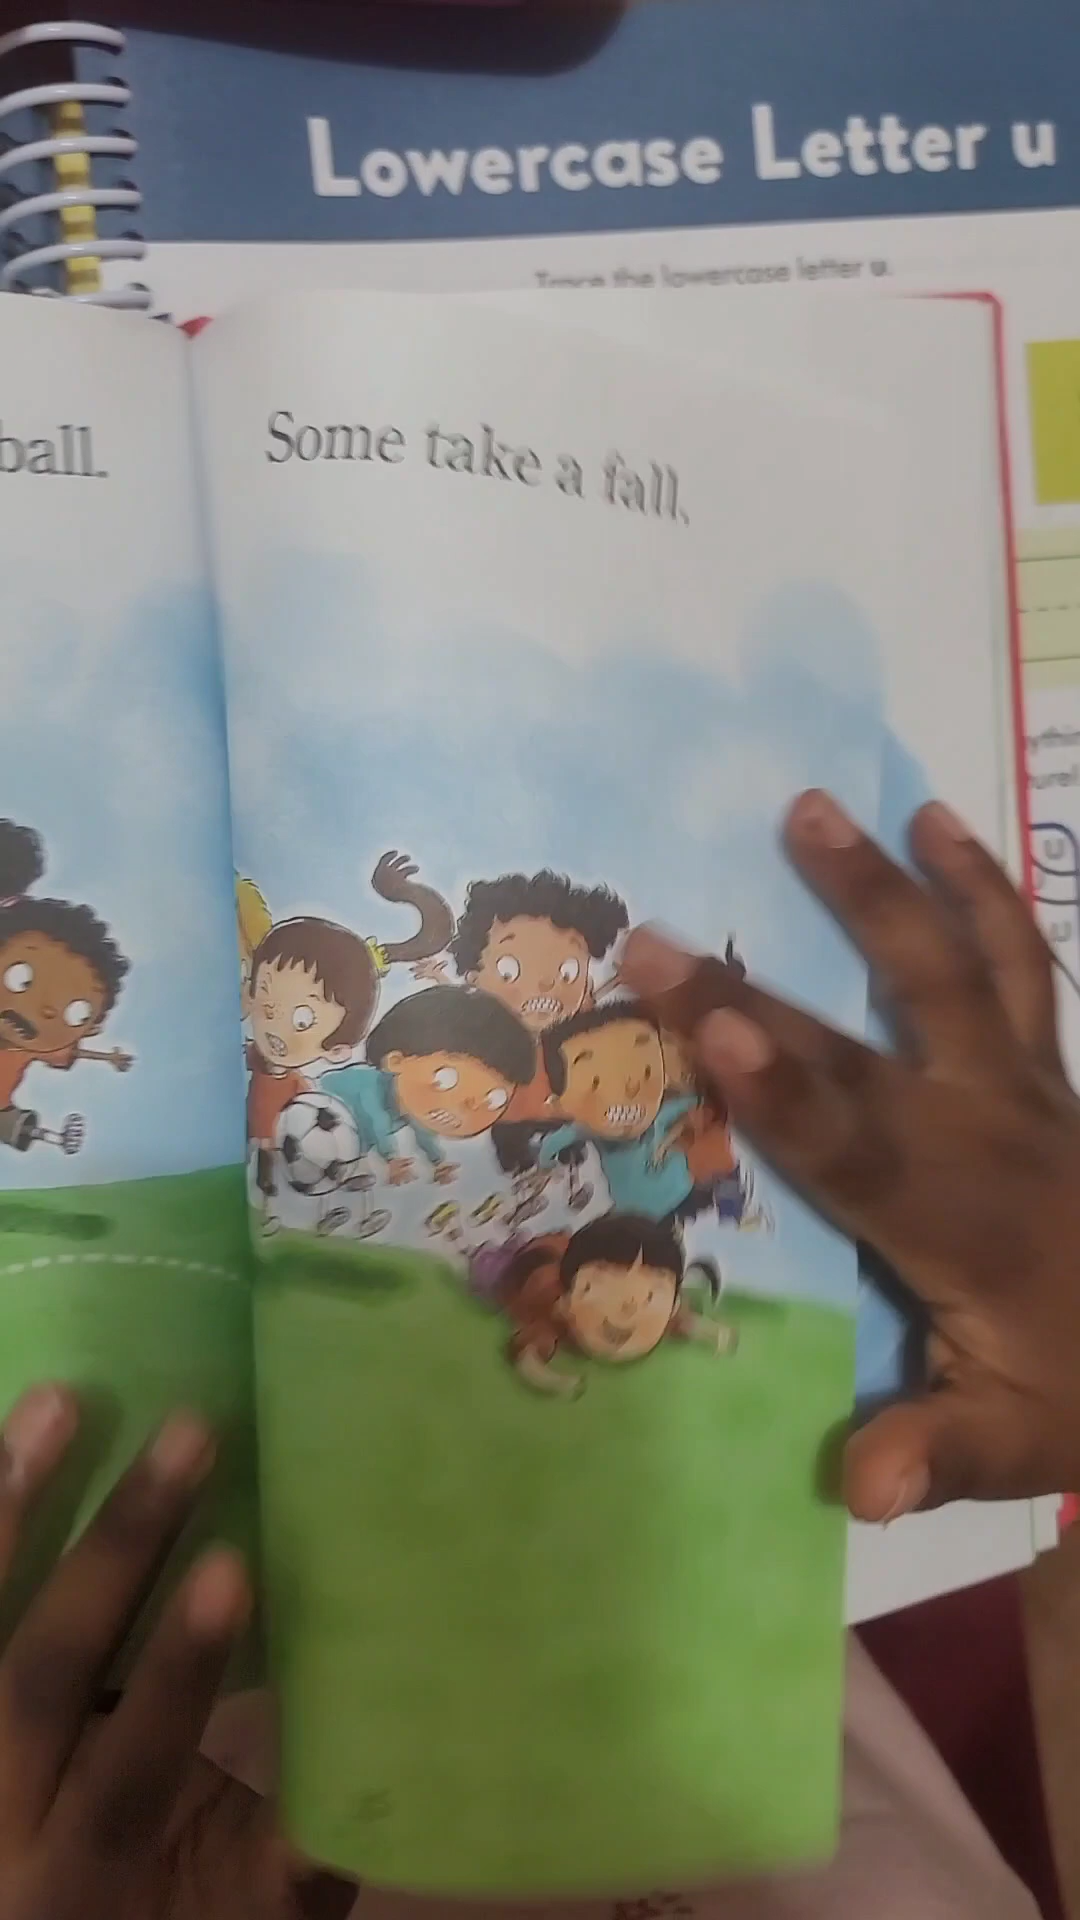 Lowercase Letter u
Trace the lowercase letter u.
ball.
Some take a fall.
u
u